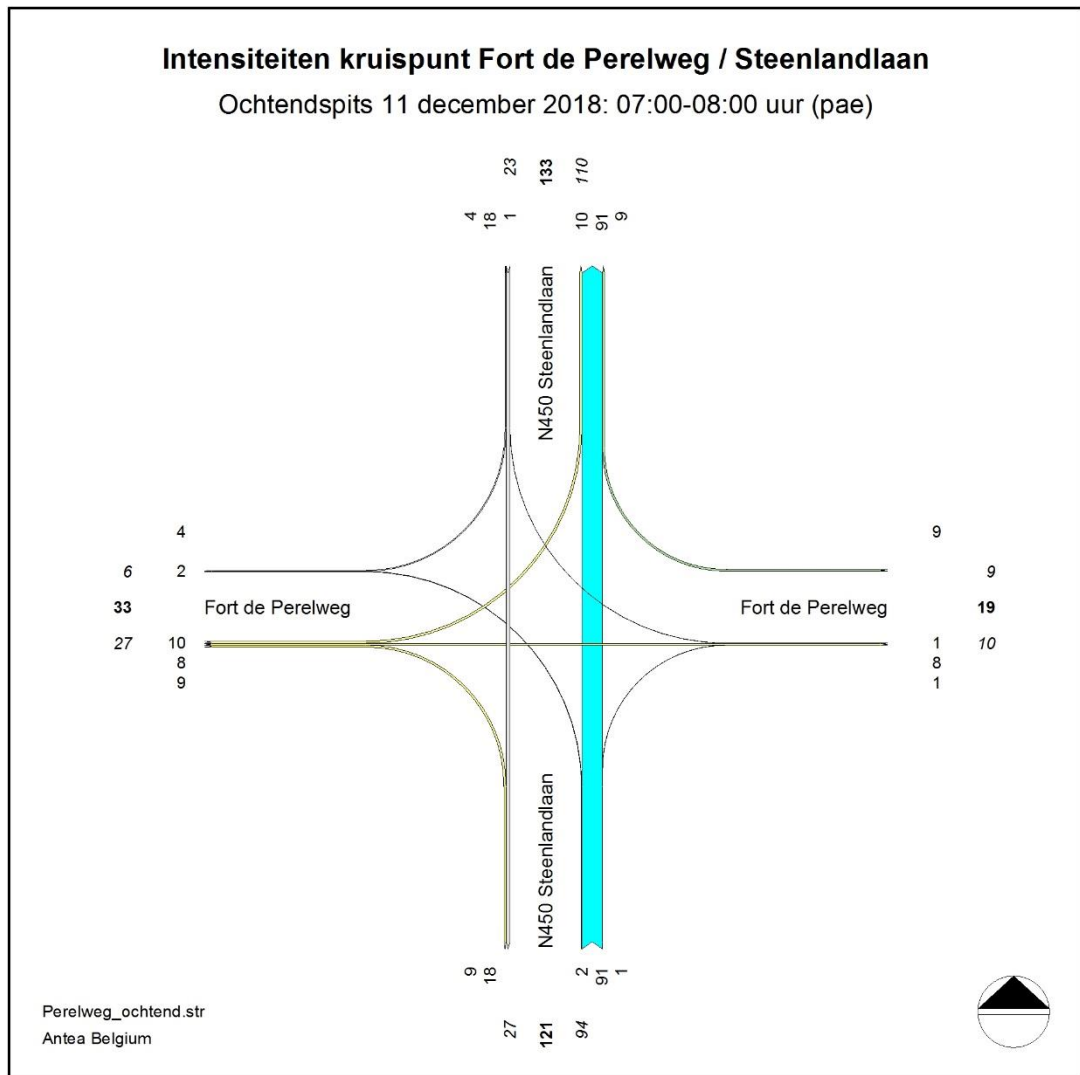 Intensiteiten kruispunt Fort de Perelweg / Steenlandlaan
Ochtendspits 11 december 2018: 07:00-08:00 uur (pae)
23 133 110
4 18 1 10 91 9
N450 Steenlandlaan
4 9
6 2 9
33 Fort de Perelweg Fort de Perelweg 19
27 10 1 10
8 8
9 1
N450 Steenlandlaan
9 18 2 91 1
27 121 94
Perelweg_ochtend.str
Antea Belgium